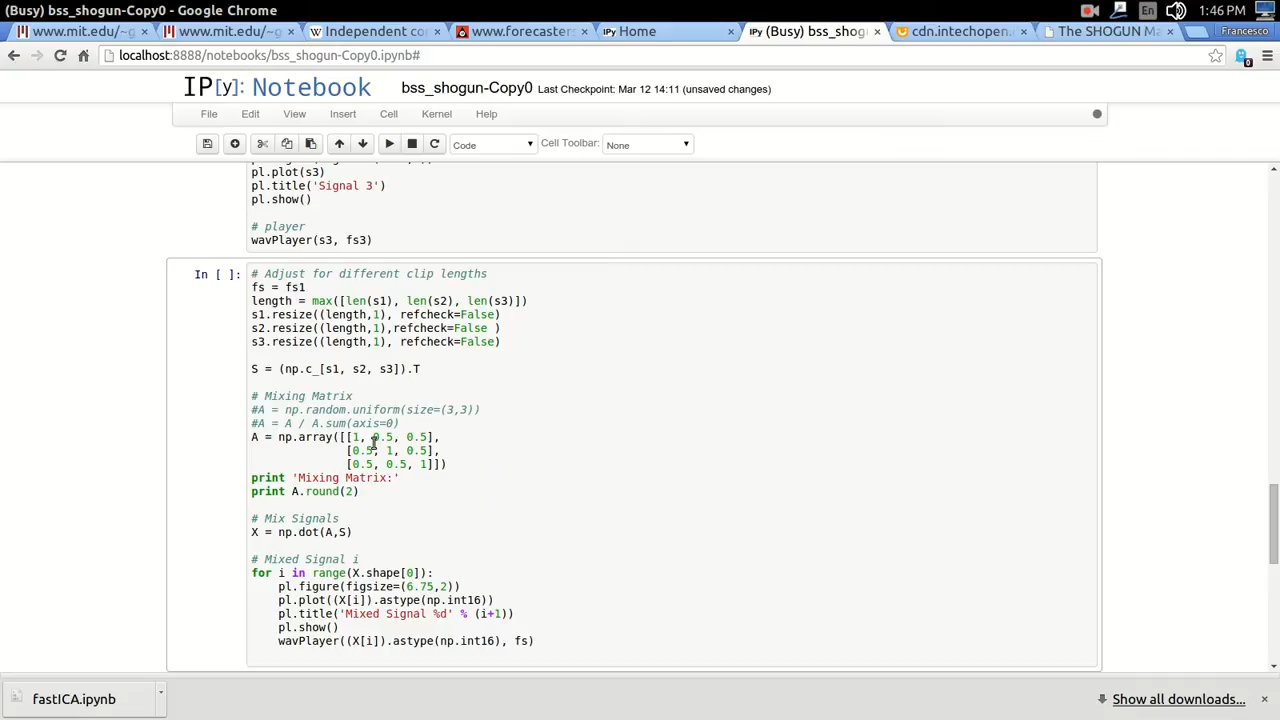 (Busy) bss_shogun-Copy0 - Google Chrome
En
1:46 PM
www.mit.edu/~g
www.mit.edu/~
Independent co
www.forecaster
IPy Home
IPy (Busy) bss_shog
cdn.intechopen.
The SHOGUN Ma
Francesco
localhost:8888/notebooks/bss_shogun-Copy0.ipynb#
0
IP[y]: Notebook
bss_shogun-Copy0 Last Checkpoint: Mar 12 14:11 (unsaved changes)
File Edit View Insert Cell Kernel Help
Code
Cell Toolbar: None
pl.plot(s3)
pl.title('Signal 3')
pl.show()
# player
wavPlayer(s3, fs3)
In [ ]:
# Adjust for different clip lengths
fs = fs1
length = max([len(s1), len(s2), len(s3)])
s1.resize((length,1), refcheck=False)
s2.resize((length,1),refcheck=False )
s3.resize((length,1), refcheck=False)
S = (np.c_[s1, s2, s3]).T
# Mixing Matrix
#A = np.random.uniform(size=(3,3))
#A = A / A.sum(axis=0)
A = np.array([[1, 0.5, 0.5],
[0.5, 1, 0.5],
[0.5, 0.5, 1]])
print 'Mixing Matrix:'
print A.round(2)
# Mix Signals
X = np.dot(A,S)
# Mixed Signal i
for i in range(X.shape[0]):
pl.figure(figsize=(6.75,2))
pl.plot((X[i]).astype(np.int16))
pl.title('Mixed Signal %d' % (i+1))
pl.show()
wavPlayer((X[i]).astype(np.int16), fs)
fastICA.ipynb
Show all downloads...